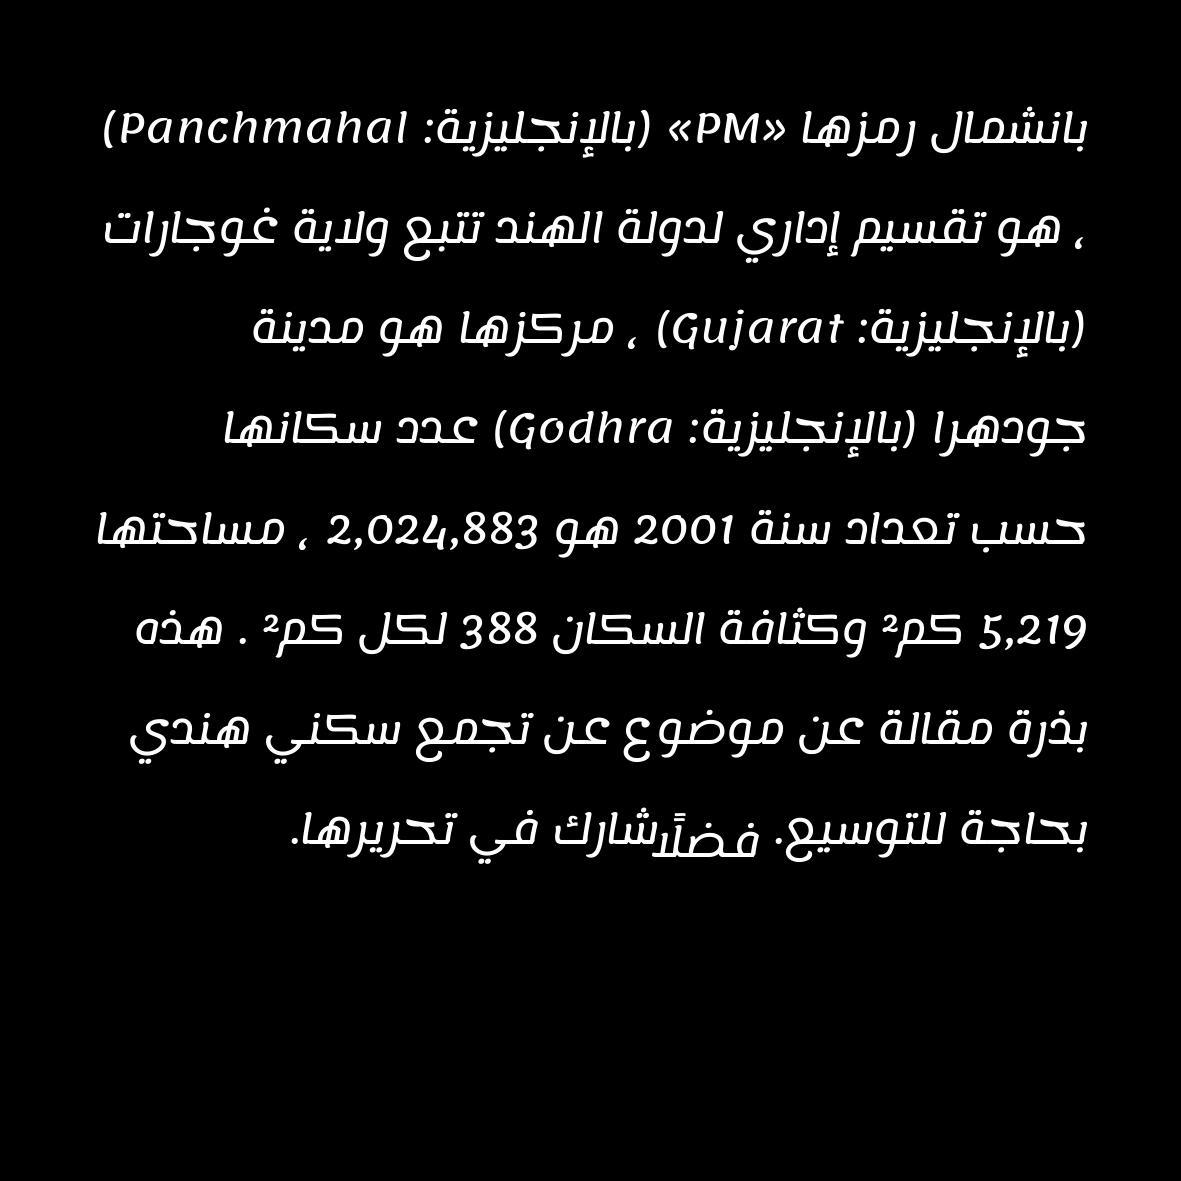 بانشمال رمزها «PM» (بالإنجليزية: Panchmahal)
، هو تقسيم إداري لدولة الهند تتبع ولاية غوجارات
(بالإنجليزية: Gujarat) ، مركزها هو مدينة
جودهرا (بالإنجليزية: Godhra) عدد سكانها
حسب تعداد سنة 2001 هو 2,024,883 ، مساحتها
5,219 كم² وكثافة السكان 388 لكل كم² . هذه
بذرة مقالة عن موضوع عن تجمع سكني هندي
بحاجة للتوسيع. فضلًا شارك في تحريرها.